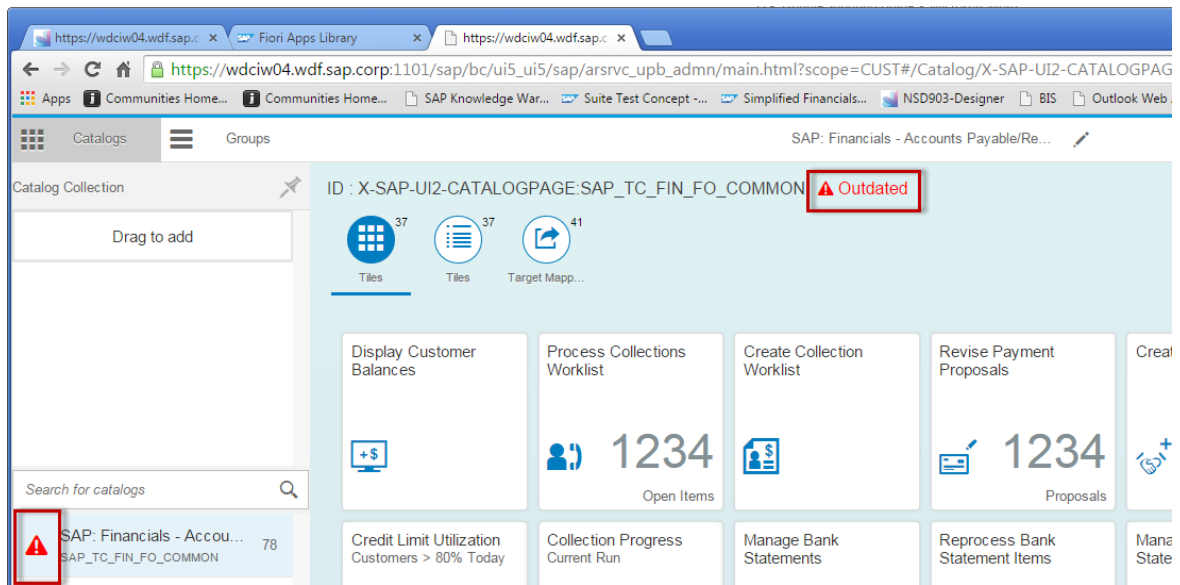 https://wdciw04.wdf.sap.c
Fiori Apps Library
https://wdciw04.wdf.sap.c
https://wdciw04.wdf.sap.corp:1101/sap/bc/ui5_ui5/sap/arsrvc_upb_admn/main.html?scope=CUST#/Catalog/X-SAP-UI2-CATALOGPAG
Apps Communities Home... Communities Home... SAP Knowledge War... Suite Test Concept -... Simplified Financials... NSD903-Designer BIS Outlook Web
Catalogs Groups SAP: Financials - Accounts Payable/Re...
Catalog Collection
Drag to add
ID : X-SAP-UI2-CATALOGPAGE:SAP_TC_FIN_FO_COMMON Outdated
37 37 41
Tiles Tiles Target Mapp...
Display Customer
Balances
+$
Process Collections
Worklist
1234
Open Items
Create Collection
Worklist
$
Revise Payment
Proposals
1234
Proposals
Creat
Search for catalogs
SAP: Financials - Accou... 78
SAP_TC_FIN_FO_COMMON
Credit Limit Utilization
Customers > 80% Today
Collection Progress
Current Run
Manage Bank
Statements
Reprocess Bank
Statement Items
Mana
State